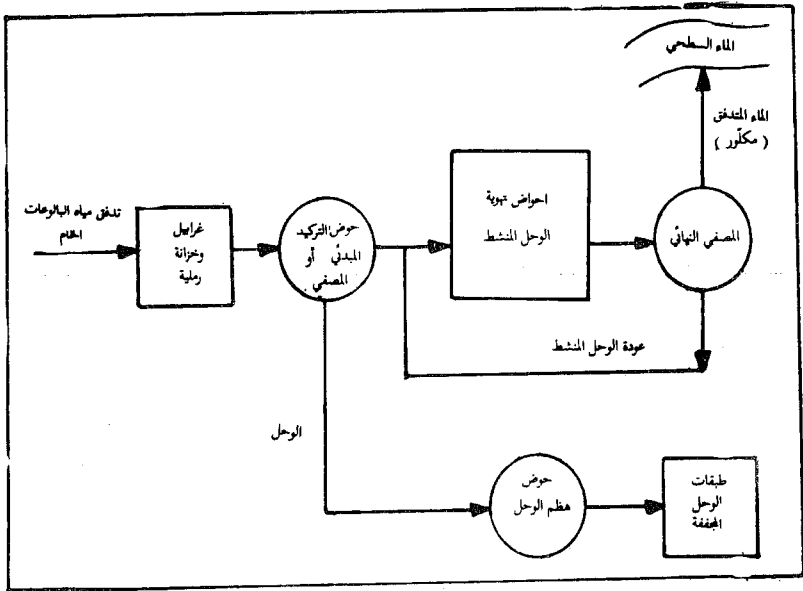 الماء السطحي
الماء المتدفق
( مكلّور )
تدفق مياه البالوعات
الخام
غرابيل
وخزانة
رملية
حوض التركيد
المبدئي أو
المصفي
احواض تهوية
الوحل المنشط
المصفي النهائي
عودة الوحل المنشط
الوحل
حوض
هظم الوحل
طبقات
الوحل
المجففة